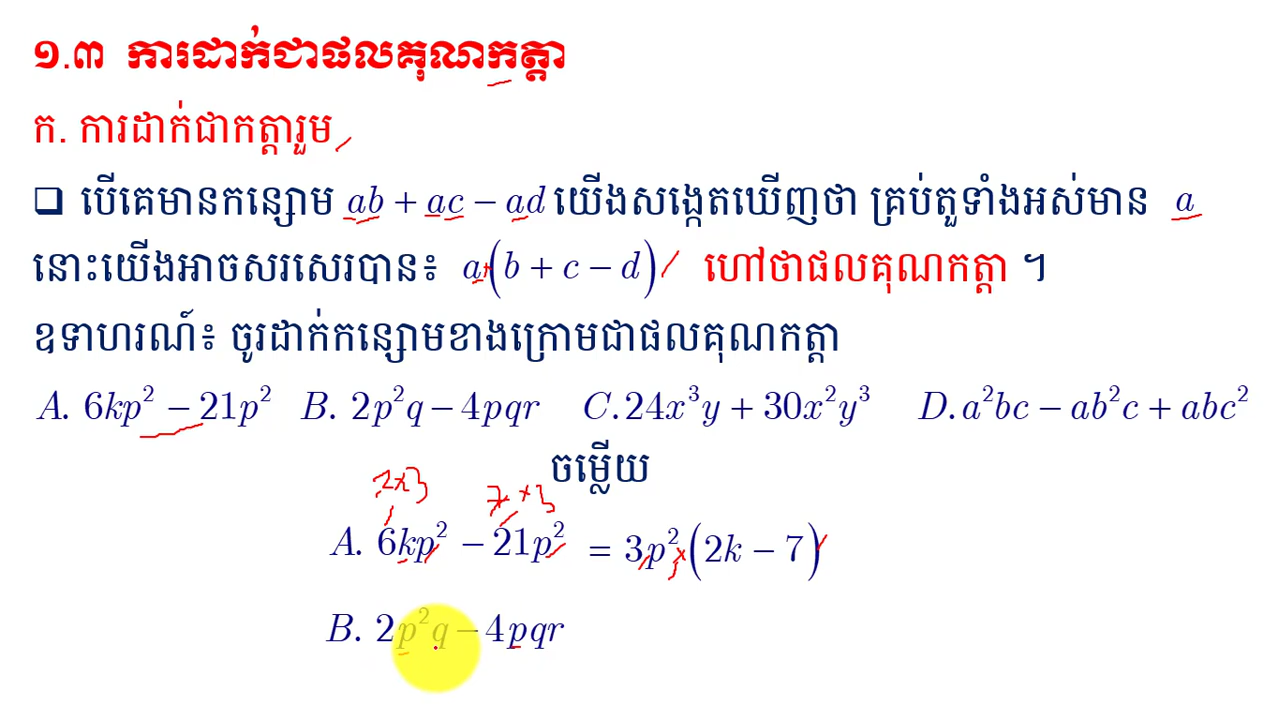 ១.៣ ការដាក់ជាផលគុណកត្តា
ក. ការដាក់ជាកត្តារួម
❑ បើគេមានកន្សោម ab + ac − ad យើងសង្កេតឃើញថា គ្រប់តួទាំងអស់មាន a
នោះយើងអាចសរសេរបាន៖ a(b + c − d) ហៅថាផលគុណកត្តា ។
ឧទាហរណ៍៖ ចូរដាក់កន្សោមខាងក្រោមជាផលគុណកត្តា
A. 6kp² − 21p² B. 2p²q − 4pqr C.24x³y + 30x²y³ D.a²bc − ab²c + abc²
ចម្លើយ
2×3 7×3
A. 6kp² − 21p² = 3p²(2k − 7)
B. 2p²q − 4pqr